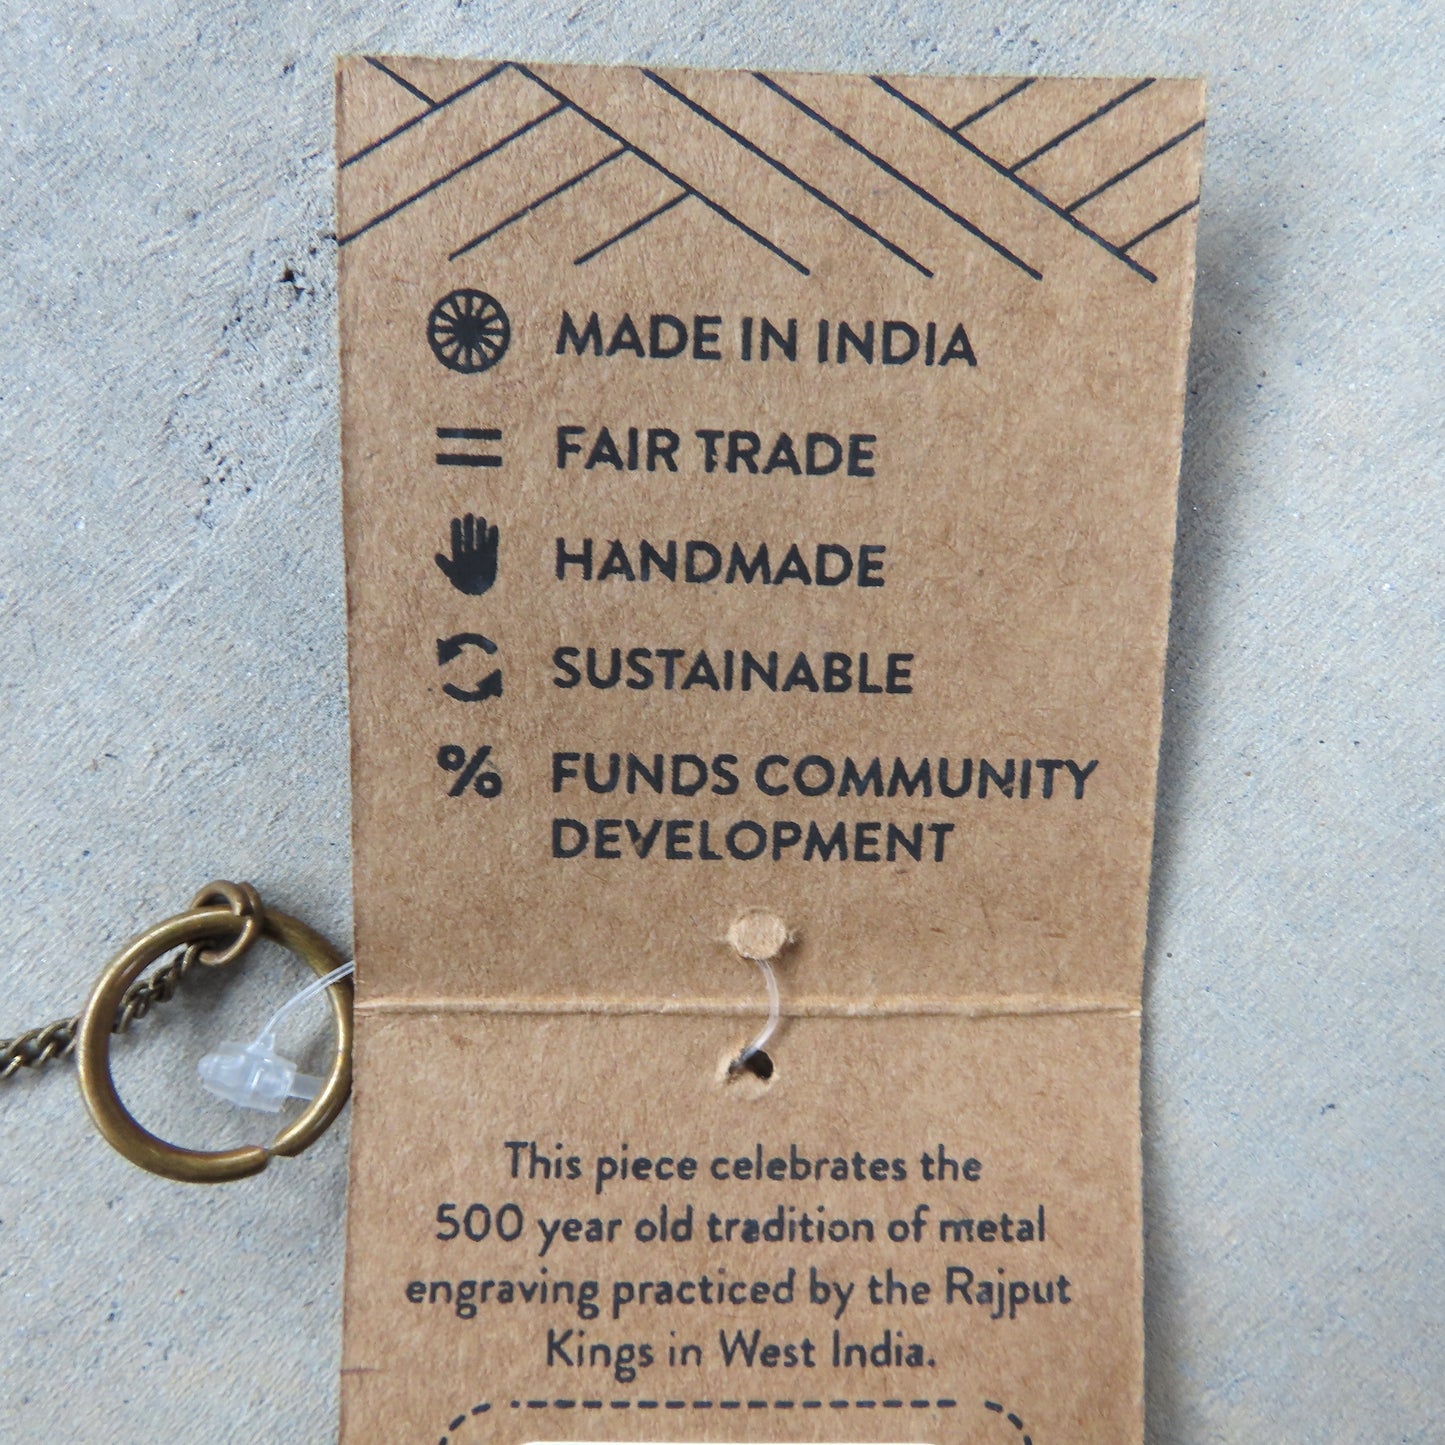 MADE IN INDIA
= FAIR TRADE
HANDMADE
SUSTAINABLE
% FUNDS COMMUNITY
DEVELOPMENT
This piece celebrates the
500 year old tradition of metal
engraving practiced by the Rajput
Kings in West India.